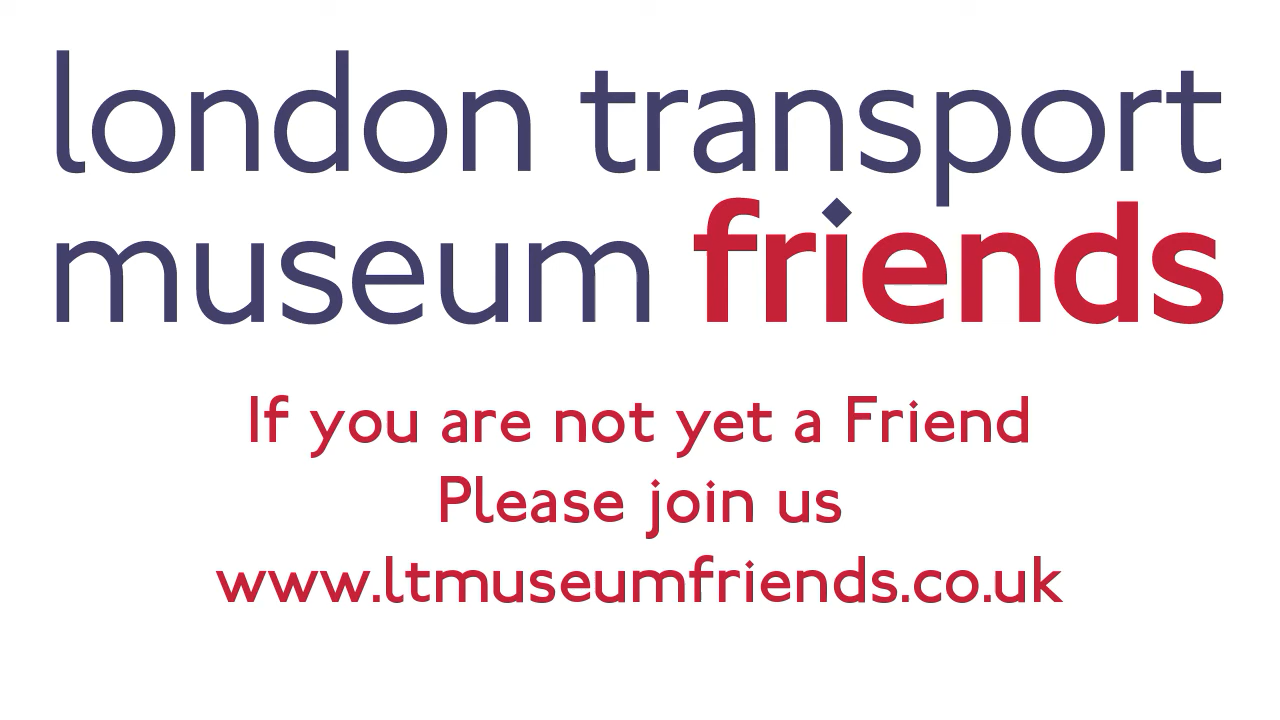 london transport
museum friends
If you are not yet a Friend
Please join us
www.ltmuseumfriends.co.uk